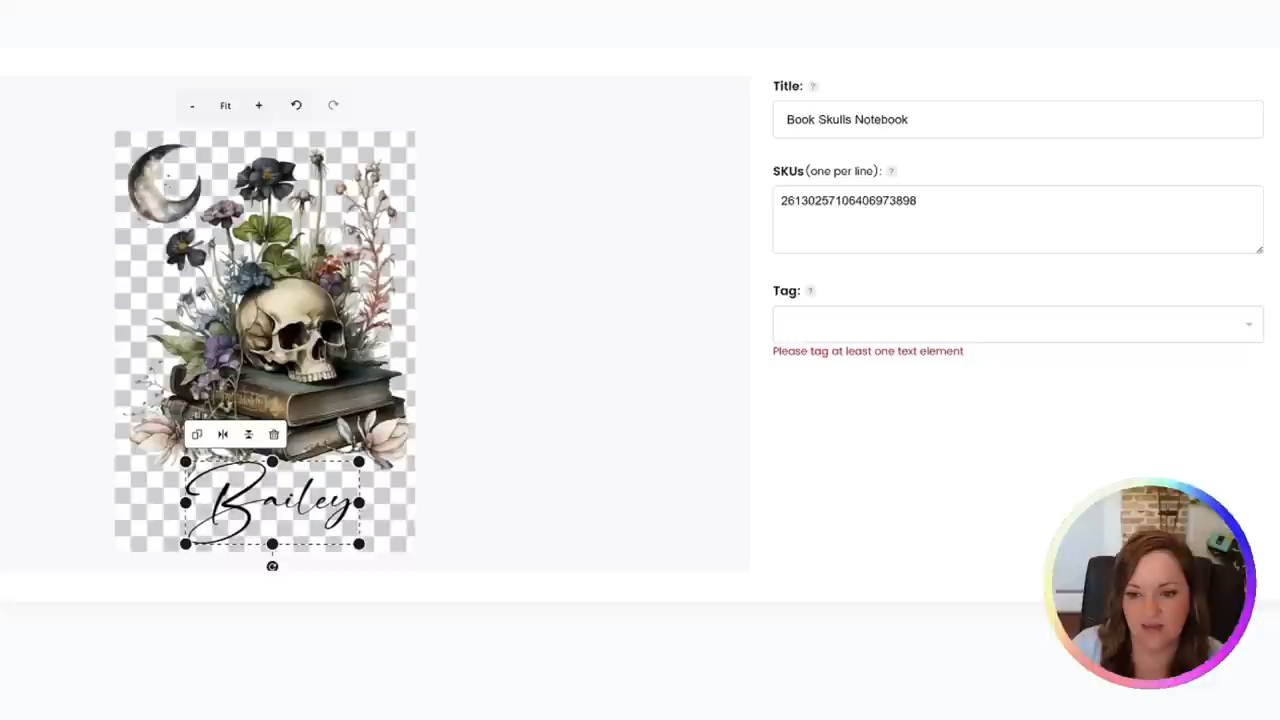 - Fit +
Title: ?
Book Skulls Notebook
SKUs (one per line): ?
26130257106406973898
Tag: ?
Please tag at least one text element
Bailey